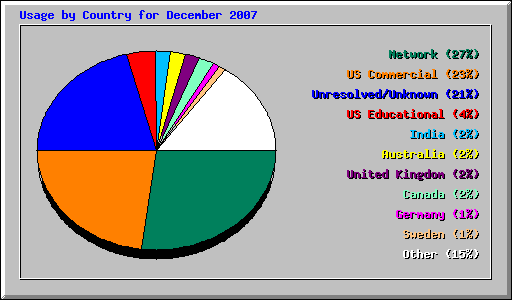 Usage by Country for December 2007
Network (27%)
US Commercial (23%)
Unresolved/Unknown (21%)
US Educational (4%)
India (2%)
Australia (2%)
United Kingdom (2%)
Canada (2%)
Germany (1%)
Sweden (1%)
Other (15%)